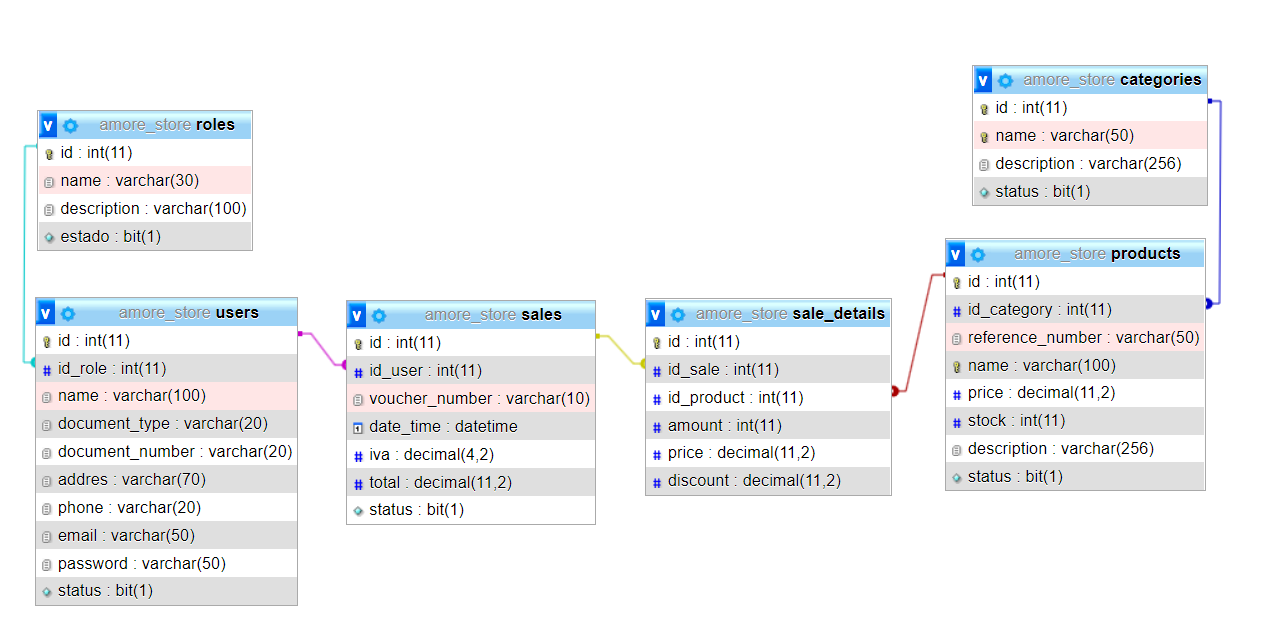 v amore_store roles
id : int(11)
name : varchar(30)
description : varchar(100)
estado : bit(1)
v amore_store users
id : int(11)
id_role : int(11)
name : varchar(100)
document_type : varchar(20)
document_number : varchar(20)
addres : varchar(70)
phone : varchar(20)
email : varchar(50)
password : varchar(50)
status : bit(1)
v amore_store sales
id : int(11)
id_user : int(11)
voucher_number : varchar(10)
date_time : datetime
iva : decimal(4,2)
total : decimal(11,2)
status : bit(1)
v amore_store sale_details
id : int(11)
id_sale : int(11)
id_product : int(11)
amount : int(11)
price : decimal(11,2)
discount : decimal(11,2)
v amore_store categories
id : int(11)
name : varchar(50)
description : varchar(256)
status : bit(1)
v amore_store products
id : int(11)
id_category : int(11)
reference_number : varchar(50)
name : varchar(100)
price : decimal(11,2)
stock : int(11)
description : varchar(256)
status : bit(1)